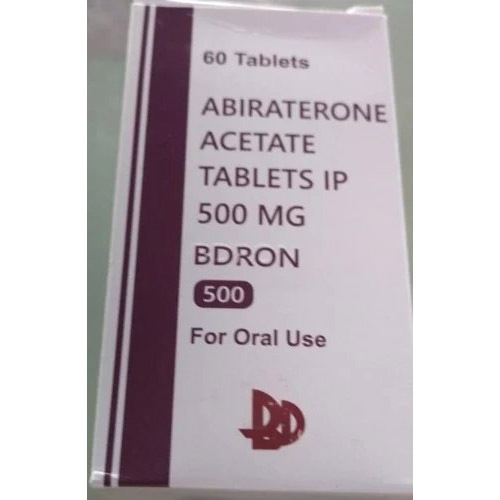 60 Tablets
ABIRATERONE
ACETATE
TABLETS IP
500 MG
BDRON
500
For Oral Use